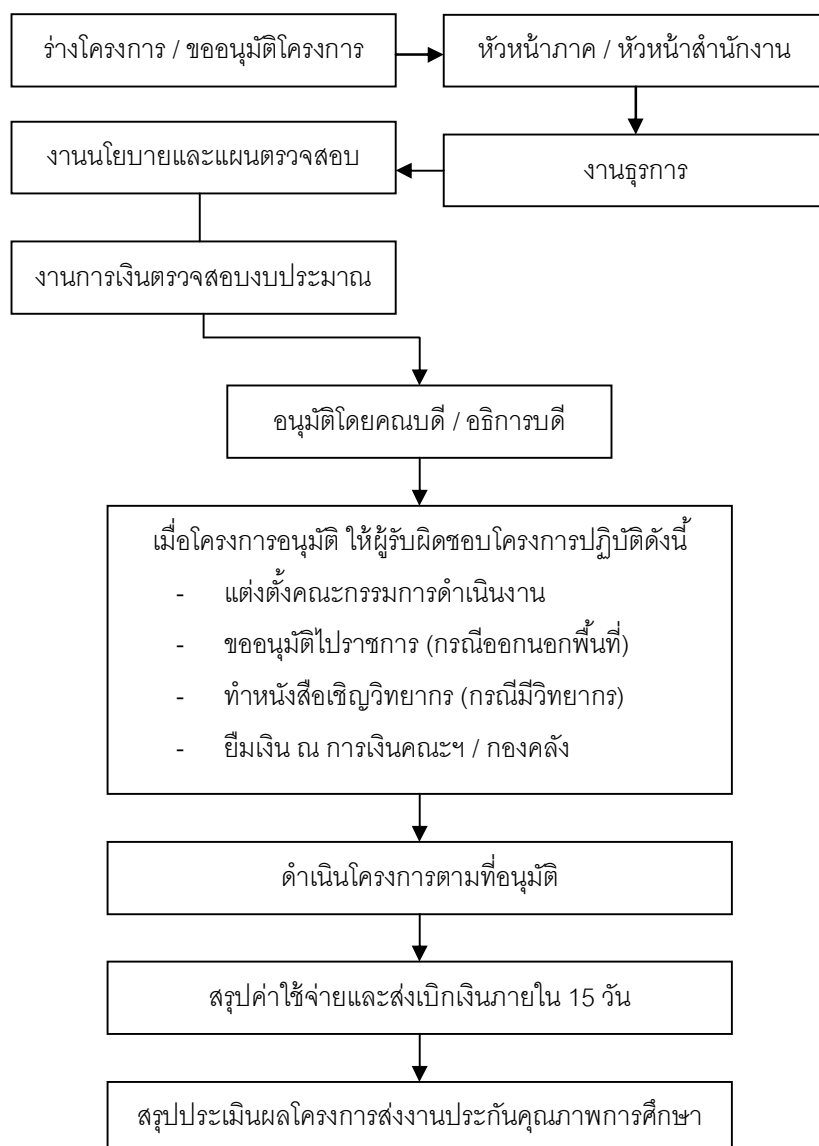 ร่างโครงการ / ขออนุมัติโครงการ
หัวหน้าภาค / หัวหน้าสำนักงาน
งานธุรการ
งานนโยบายและแผนตรวจสอบ
งานการเงินตรวจสอบงบประมาณ
อนุมัติโดยคณบดี / อธิการบดี
เมื่อโครงการอนุมัติ ให้ผู้รับผิดชอบโครงการปฏิบัติดังนี้
- แต่งตั้งคณะกรรมการดำเนินงาน
- ขออนุมัติไปราชการ (กรณีออกนอกพื้นที่)
- ทำหนังสือเชิญวิทยากร (กรณีมีวิทยากร)
- ยืมเงิน ณ การเงินคณะฯ / กองคลัง
ดำเนินโครงการตามที่อนุมัติ
สรุปค่าใช้จ่ายและส่งเบิกเงินภายใน 15 วัน
สรุปประเมินผลโครงการส่งงานประกันคุณภาพการศึกษา